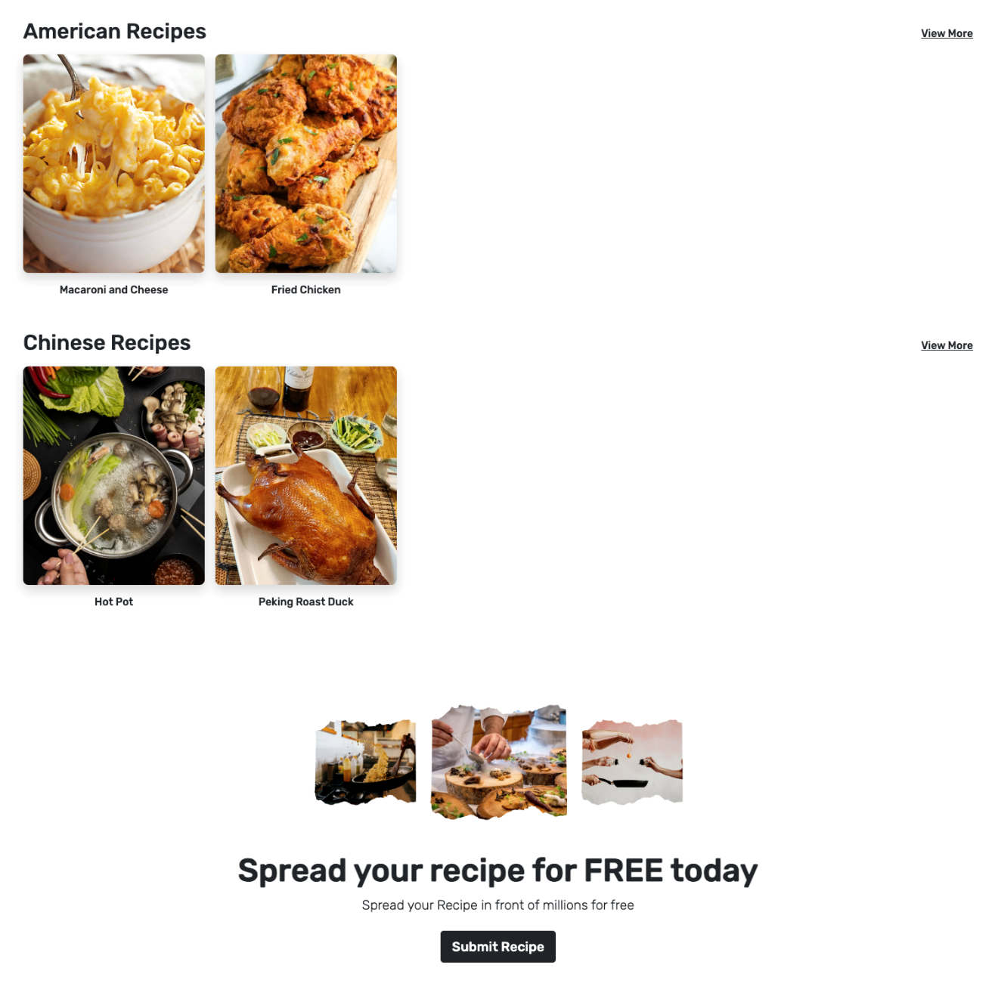 American Recipes
View More
Macaroni and Cheese
Fried Chicken
Chinese Recipes
View More
Hot Pot
Peking Roast Duck
Spread your recipe for FREE today
Spread your Recipe in front of millions for free
Submit Recipe